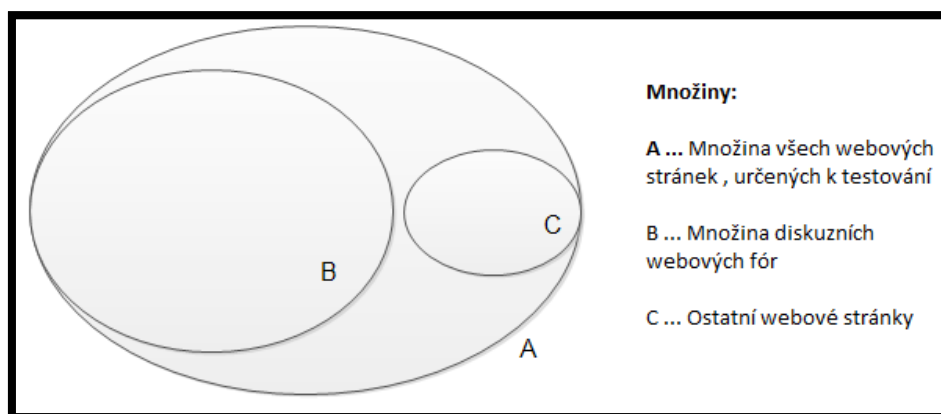 Množiny:
A ... Množina všech webových
stránek , určených k testování
B ... Množina diskuzních
webových fór
C ... Ostatní webové stránky
B
C
A